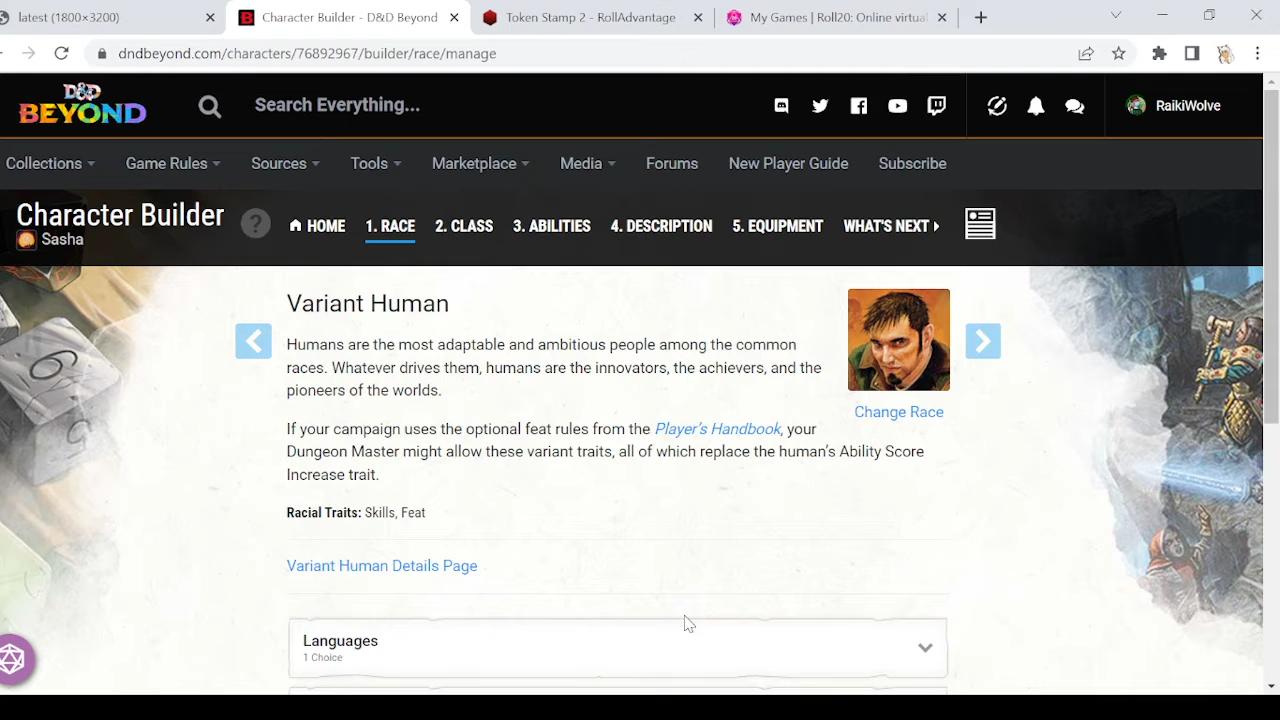 latest (1800×3200)
Character Builder - D&D Beyond
Token Stamp 2 - RollAdvantage
My Games | Roll20: Online virtual
dndbeyond.com/characters/76892967/builder/race/manage
D&D
BEYOND
Search Everything...
RaikiWolve
Collections
Game Rules
Sources
Tools
Marketplace
Media
Forums
New Player Guide
Subscribe
Character Builder
Sasha
?
HOME
1. RACE
2. CLASS
3. ABILITIES
4. DESCRIPTION
5. EQUIPMENT
WHAT'S NEXT
Variant Human
Humans are the most adaptable and ambitious people among the common
races. Whatever drives them, humans are the innovators, the achievers, and the
pioneers of the worlds.
Change Race
If your campaign uses the optional feat rules from the Player's Handbook, your
Dungeon Master might allow these variant traits, all of which replace the human's Ability Score
Increase trait.
Racial Traits: Skills, Feat
Variant Human Details Page
Languages
1 Choice